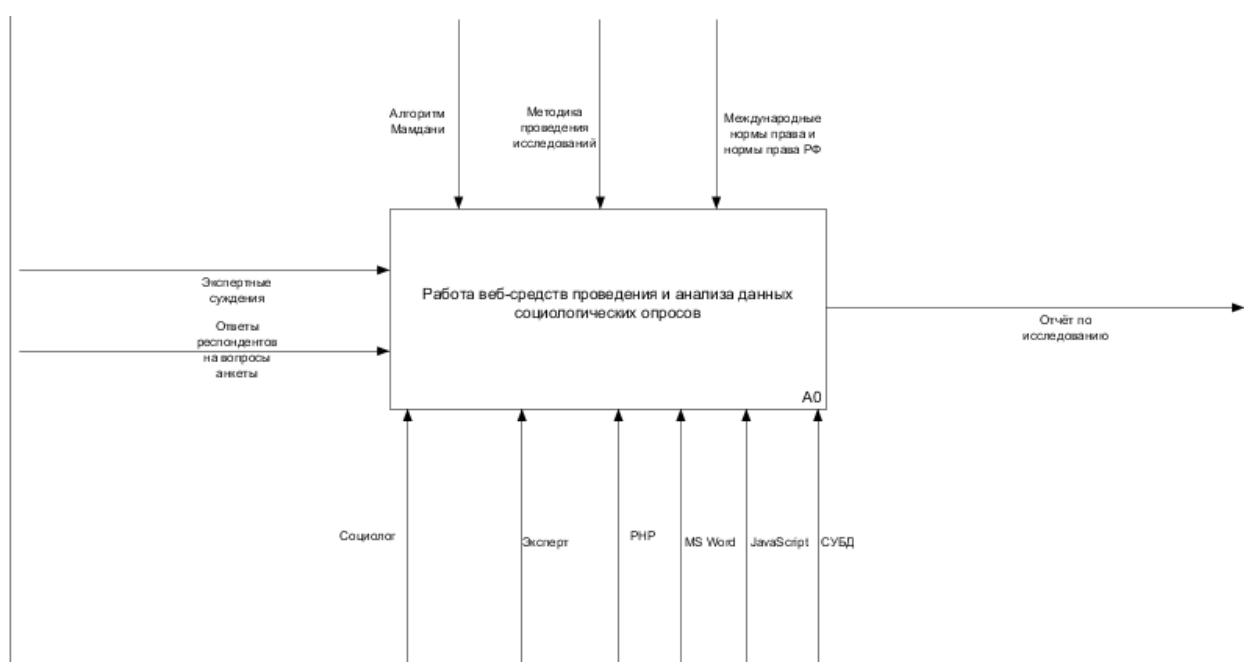 Алгоритм
Мамдани
Методика
проведения
исследований
Международные
нормы права и
нормы права РФ
Экспертные
суждения
Ответы
респондентов
на вопросы
анкеты
Работа веб-средств проведения и анализа данных
социологических опросов
A0
Отчёт по
исследованию
Социолог
Эксперт
PHP
MS Word
JavaScript
СУБД